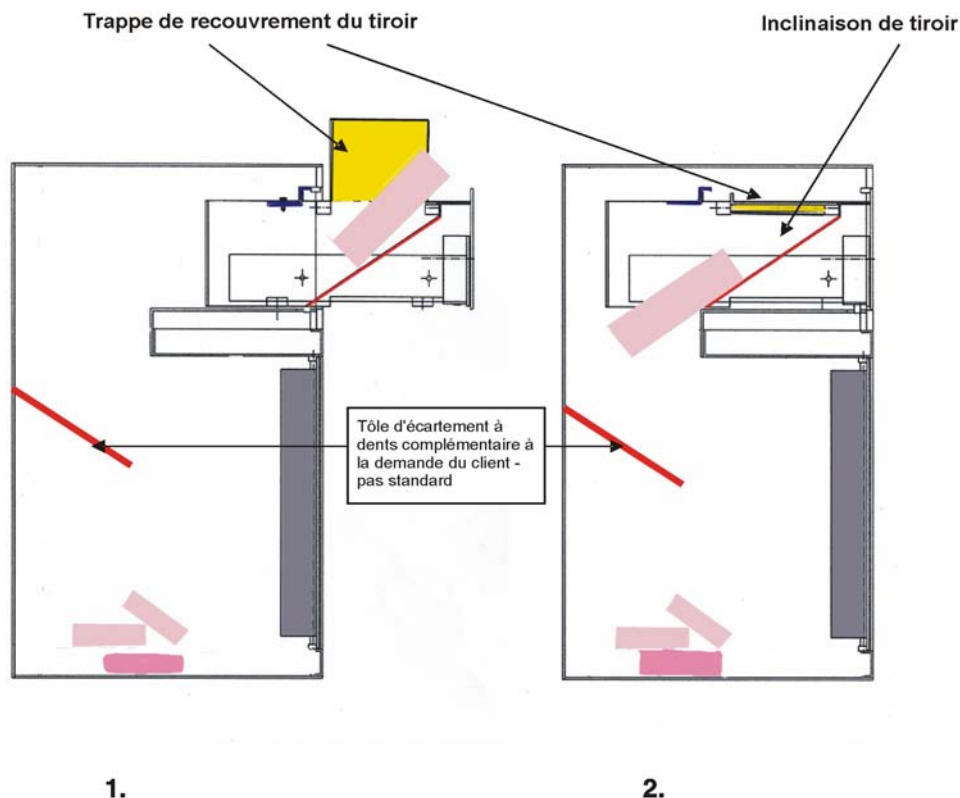 Trappe de recouvrement du tiroir
Inclinaison de tiroir
Tôle d'écartement à
dents complémentaire à
la demande du client -
pas standard
1.
2.